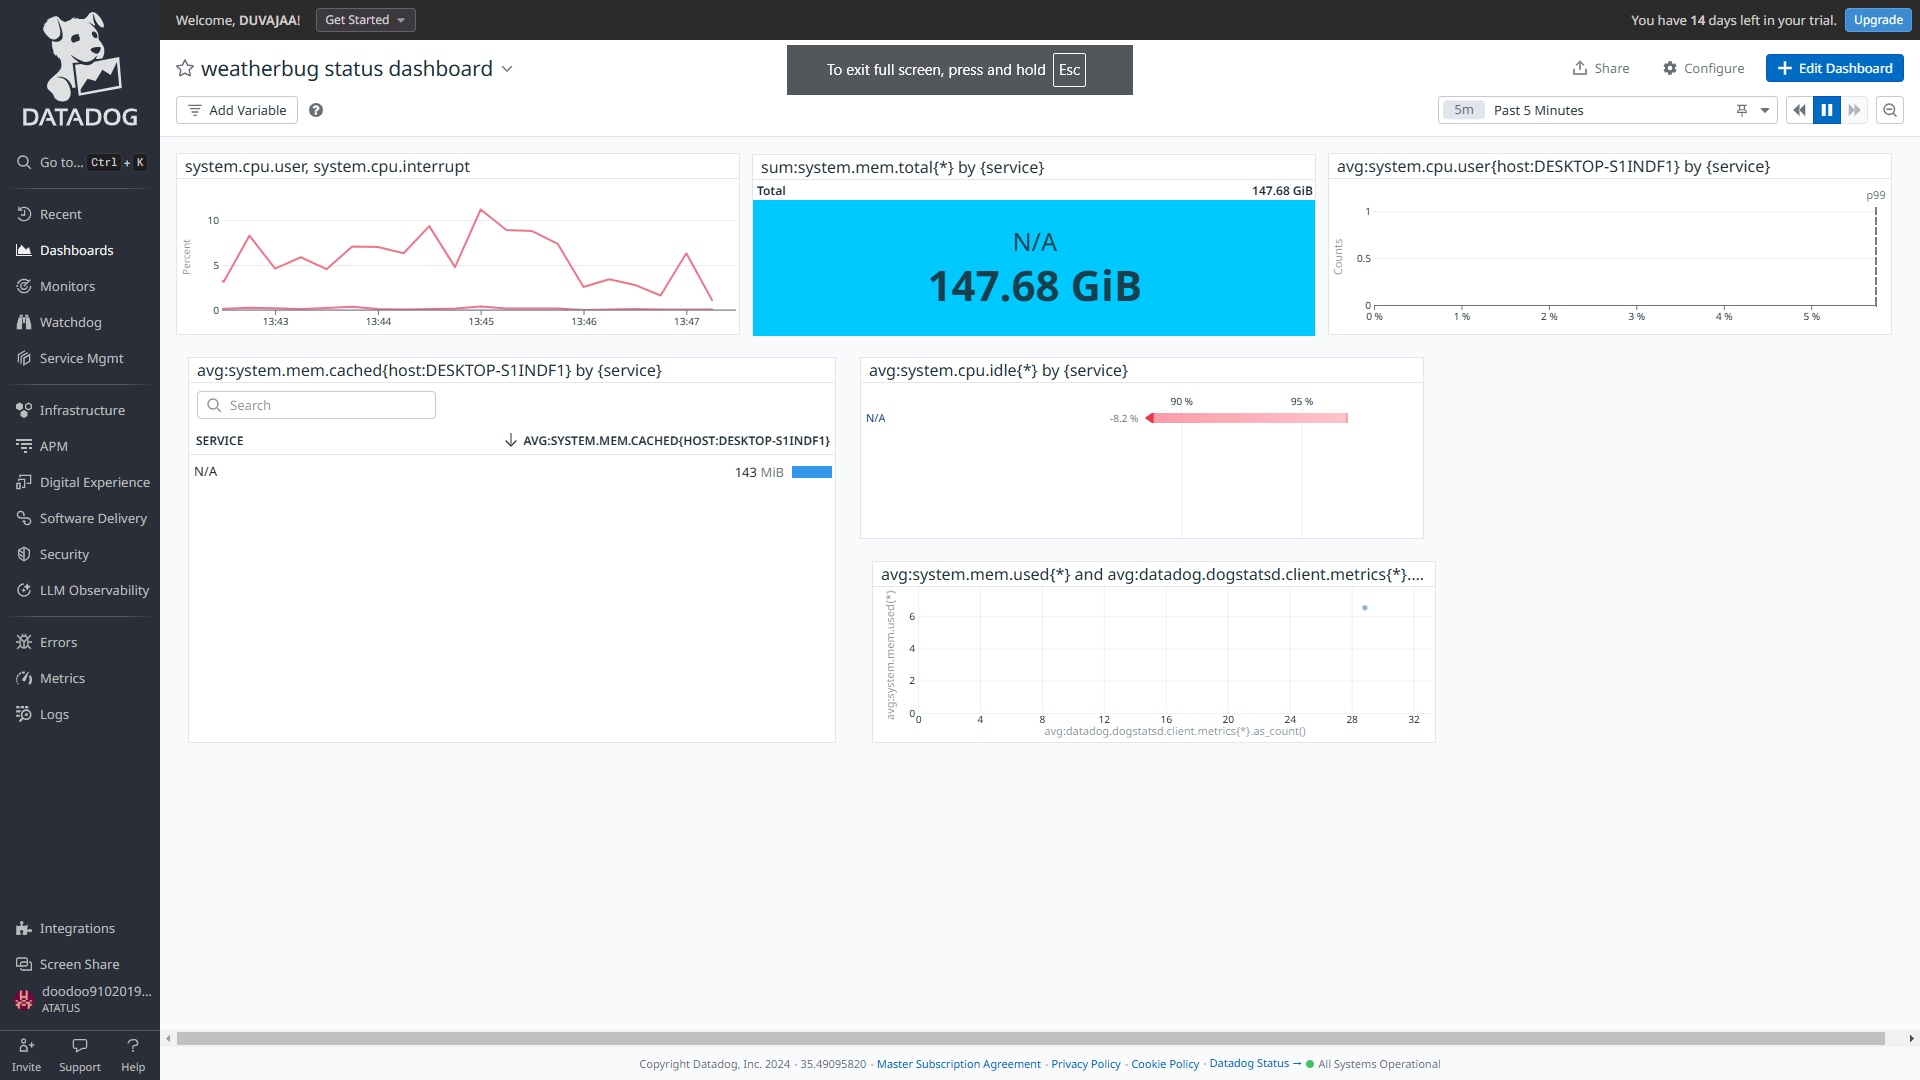 Welcome, DUVAJAA!
Get Started
You have 14 days left in your trial.
Upgrade
DATADOG
Go to... Ctrl + K
Recent
Dashboards
Monitors
Watchdog
Service Mgmt
Infrastructure
APM
Digital Experience
Software Delivery
Security
LLM Observability
Errors
Metrics
Logs
Integrations
Screen Share
doodoo9102019...
ATATUS
Invite
Support
Help
weatherbug status dashboard
To exit full screen, press and hold Esc
Share
Configure
Edit Dashboard
Add Variable
5m Past 5 Minutes
system.cpu.user, system.cpu.interrupt
Percent
10
5
0
13:43 13:44 13:45 13:46 13:47
sum:system.mem.total{*} by {service}
Total 147.68 GiB
N/A
147.68 GiB
avg:system.cpu.user{host:DESKTOP-S1INDF1} by {service}
p99
Counts
1
0.5
0
0 % 1 % 2 % 3 % 4 % 5 %
avg:system.mem.cached{host:DESKTOP-S1INDF1} by {service}
Search
SERVICE AVG:SYSTEM.MEM.CACHED{HOST:DESKTOP-S1INDF1}
N/A 143 MiB
avg:system.cpu.idle{*} by {service}
90 % 95 %
N/A -8.2 %
avg:system.mem.used{*} and avg:datadog.dogstatsd.client.metrics{*}....
avg:system.mem.used{*}
6
4
2
0
0 4 8 12 16 20 24 28 32
avg:datadog.dogstatsd.client.metrics{*}.as_count()
Copyright Datadog, Inc. 2024 - 35.49095820 - Master Subscription Agreement - Privacy Policy - Cookie Policy - Datadog Status → All Systems Operational